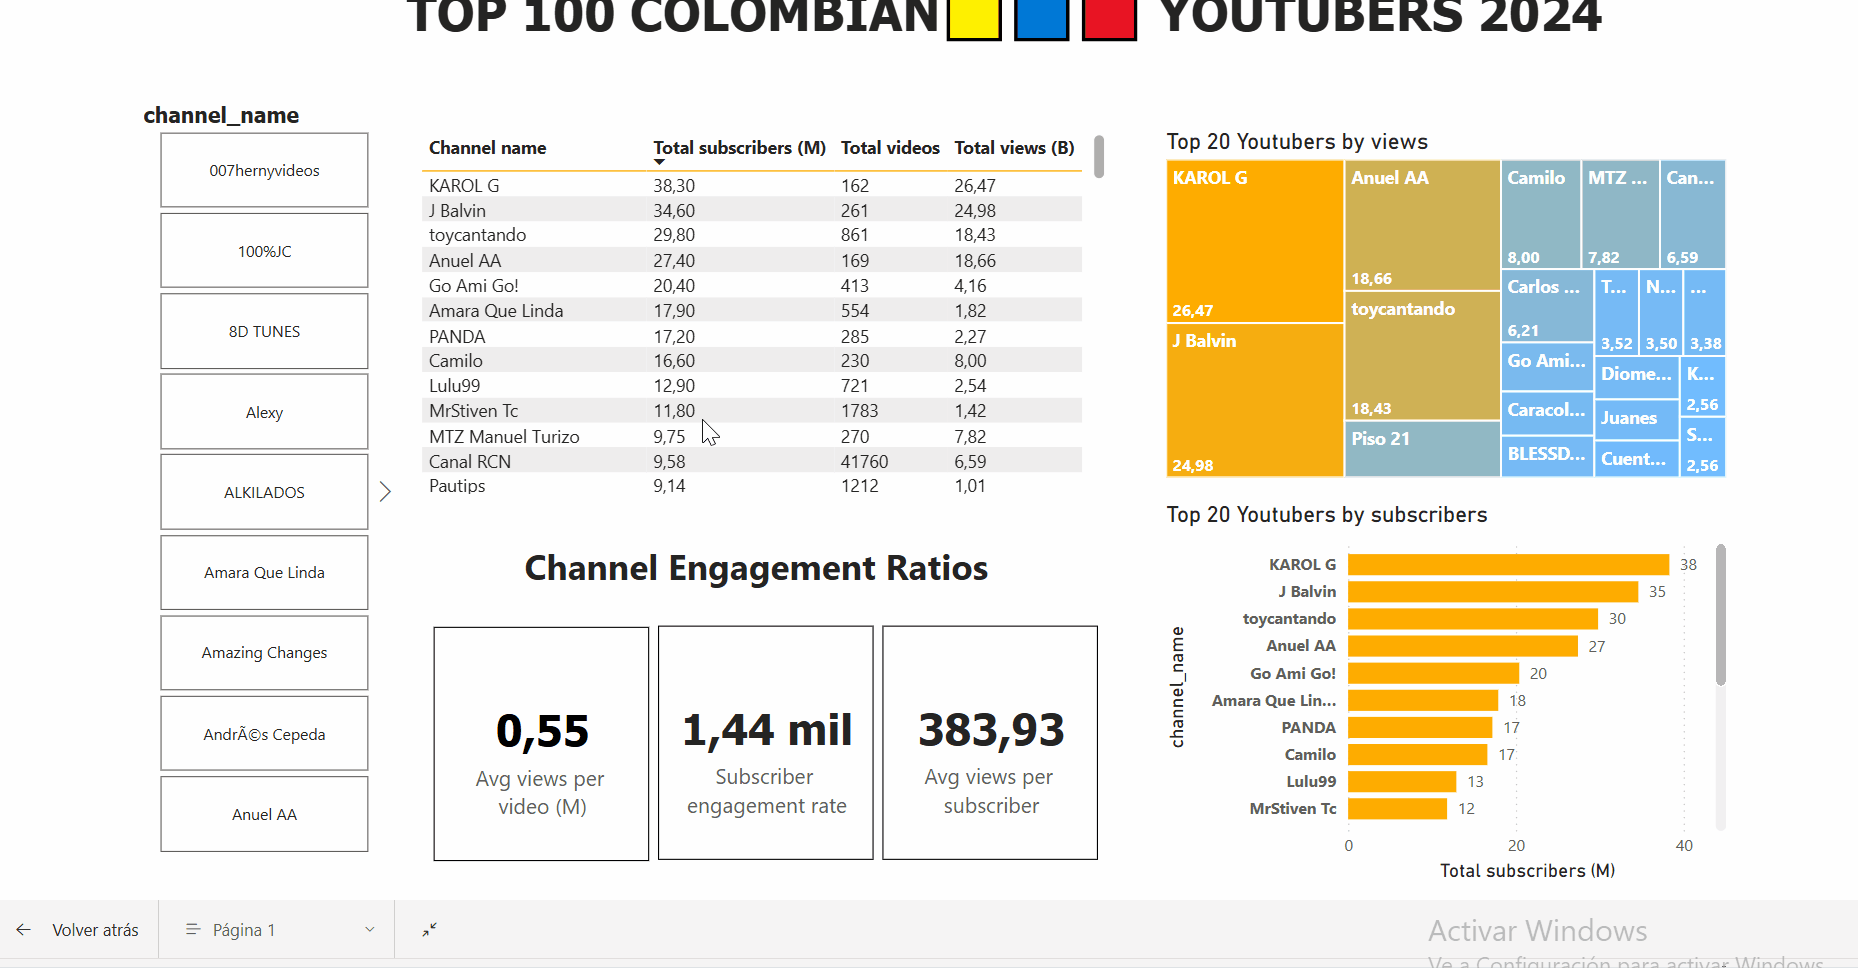 TOP 100 COLOMBIAN YOUTUBERS 2024
channel_name
007hernyvideos
100%JC
8D TUNES
Alexy
ALKILADOS
Amara Que Linda
Amazing Changes
AndrÃ©s Cepeda
Anuel AA
Channel name Total subscribers (M) Total videos Total views (B)
KAROL G 38,30 162 26,47
J Balvin 34,60 261 24,98
toycantando 29,80 861 18,43
Anuel AA 27,40 169 18,66
Go Ami Go! 20,40 413 4,16
Amara Que Linda 17,90 554 1,82
PANDA 17,20 285 2,27
Camilo 16,60 230 8,00
Lulu99 12,90 721 2,54
MrStiven Tc 11,80 1783 1,42
MTZ Manuel Turizo 9,75 270 7,82
Canal RCN 9,58 41760 6,59
Pautips 9,14 1212 1,01
Channel Engagement Ratios
0,55
Avg views per
video (M)
1,44 mil
Subscriber
engagement rate
383,93
Avg views per
subscriber
Top 20 Youtubers by views
KAROL G
26,47
J Balvin
24,98
Anuel AA
18,66
toycantando
18,43
Piso 21
Camilo
8,00
MTZ ...
7,82
Can...
6,59
Carlos ...
6,21
Go Ami...
Caracol...
BLESSD...
T...
3,52
N...
3,50
...
3,38
Diome...
Juanes
Cuent...
K...
2,56
S...
2,56
Top 20 Youtubers by subscribers
channel_name
KAROL G 38
J Balvin 35
toycantando 30
Anuel AA 27
Go Ami Go! 20
Amara Que Lin... 18
PANDA 17
Camilo 17
Lulu99 13
MrStiven Tc 12
0 20 40
Total subscribers (M)
Volver atrás
Página 1
Activar Windows
Ve a Configuración para activar Windows.